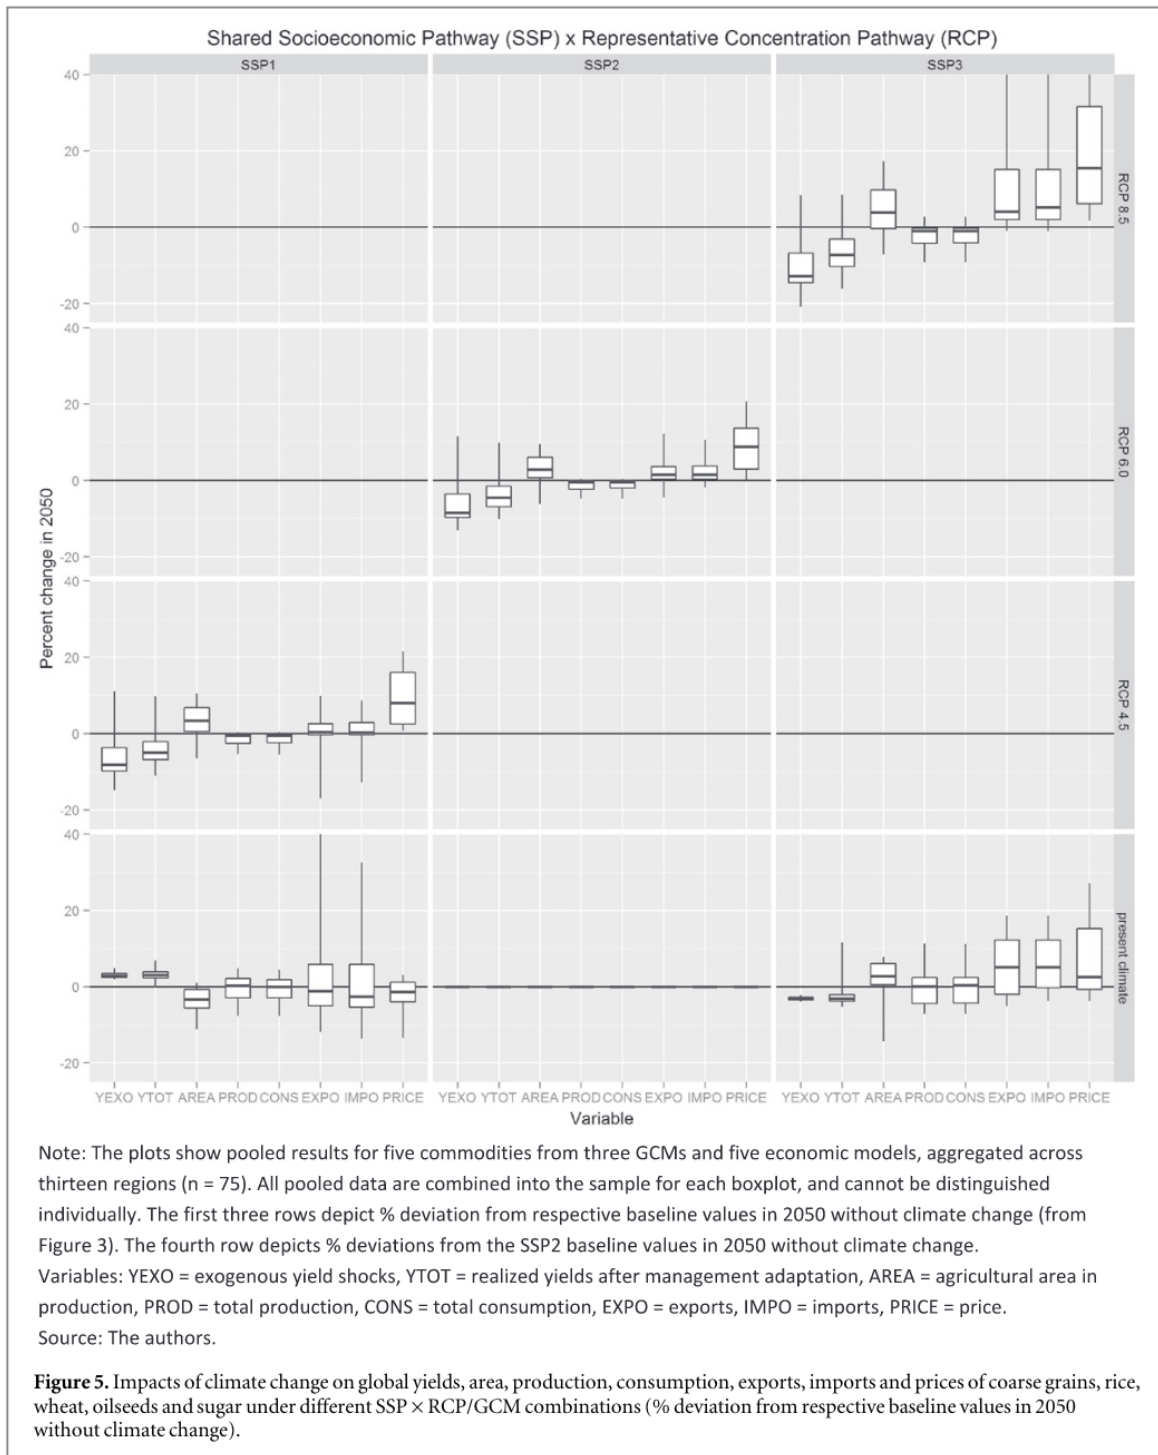 Shared Socioeconomic Pathway (SSP) x Representative Concentration Pathway (RCP)
SSP1 SSP2 SSP3
40
20
0
-20
RCP 8.5
40
20
0
-20
RCP 6.0
Percent change in 2050
40
20
0
-20
RCP 4.5
40
20
0
-20
present climate
YEXO YTOT AREA PROD CONS EXPO IMPO PRICE YEXO YTOT AREA PROD CONS EXPO IMPO PRICE YEXO YTOT AREA PROD CONS EXPO IMPO PRICE
Variable
Note: The plots show pooled results for five commodities from three GCMs and five economic models, aggregated across
thirteen regions (n = 75). All pooled data are combined into the sample for each boxplot, and cannot be distinguished
individually. The first three rows depict % deviation from respective baseline values in 2050 without climate change (from
Figure 3). The fourth row depicts % deviations from the SSP2 baseline values in 2050 without climate change.
Variables: YEXO = exogenous yield shocks, YTOT = realized yields after management adaptation, AREA = agricultural area in
production, PROD = total production, CONS = total consumption, EXPO = exports, IMPO = imports, PRICE = price.
Source: The authors.
Figure 5. Impacts of climate change on global yields, area, production, consumption, exports, imports and prices of coarse grains, rice,
wheat, oilseeds and sugar under different SSP × RCP/GCM combinations (% deviation from respective baseline values in 2050
without climate change).